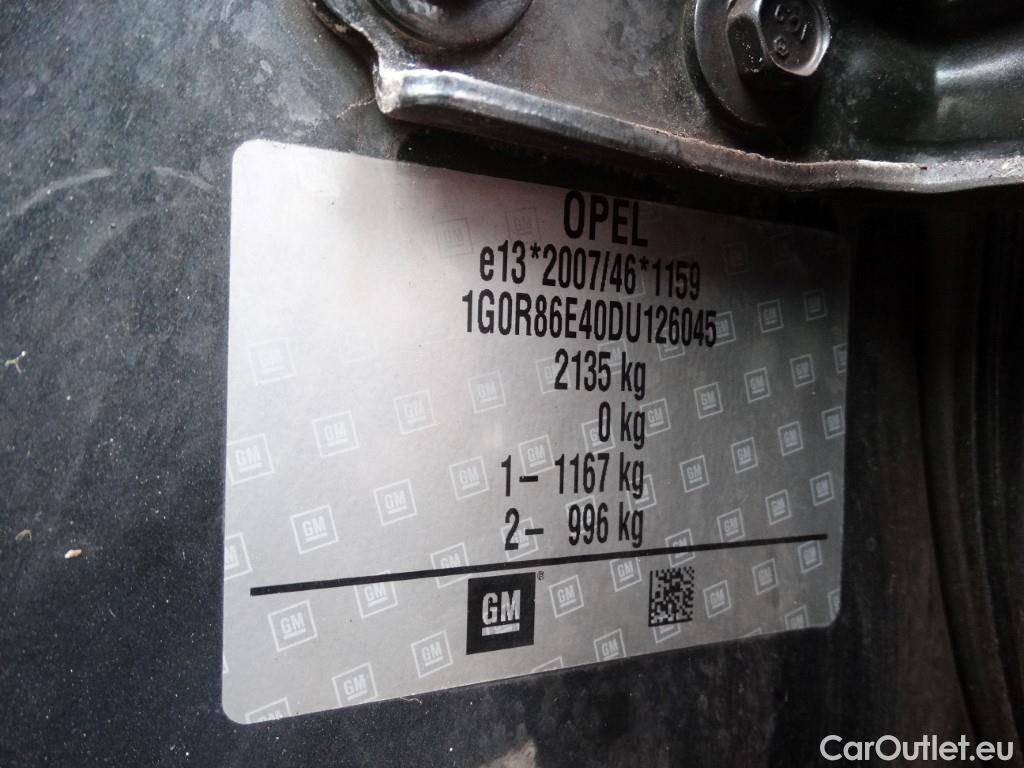 OPEL
e13*2007/46*1159
1G0R86E40DU126045
2135 kg
0 kg
1– 1167 kg
2– 996 kg
GM®
CarOutlet.eu